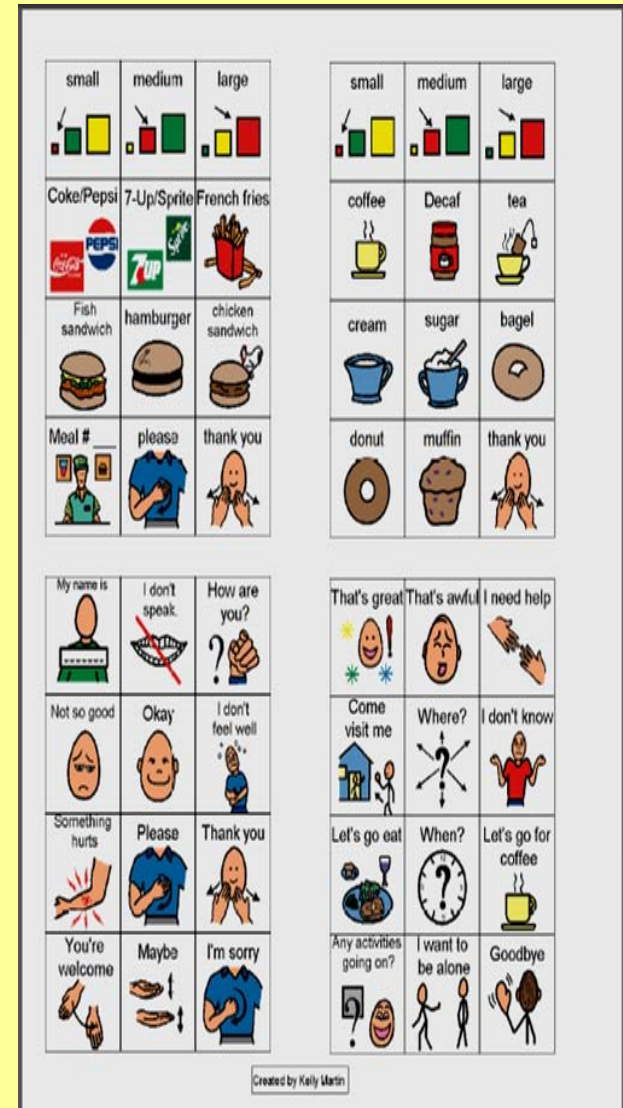 small medium large
Coke/Pepsi 7-Up/Sprite French fries
Coca-Cola
PEPSI
7UP
Sprite
Fish
sandwich
hamburger
chicken
sandwich
Meal # ___ please thank you
small medium large
coffee Decaf tea
cream sugar bagel
donut muffin thank you
My name is
I don't
speak.
How are
you?
?
Not so good Okay
I don't
feel well
Something
hurts
Please Thank you
You're
welcome
Maybe I'm sorry
That's great That's awful I need help
!
Come
visit me
Where?
?
I don't know
Let's go eat When?
?
Let's go for
coffee
Any activities
going on?
?
I want to
be alone
Goodbye
Created by Kelly Martin